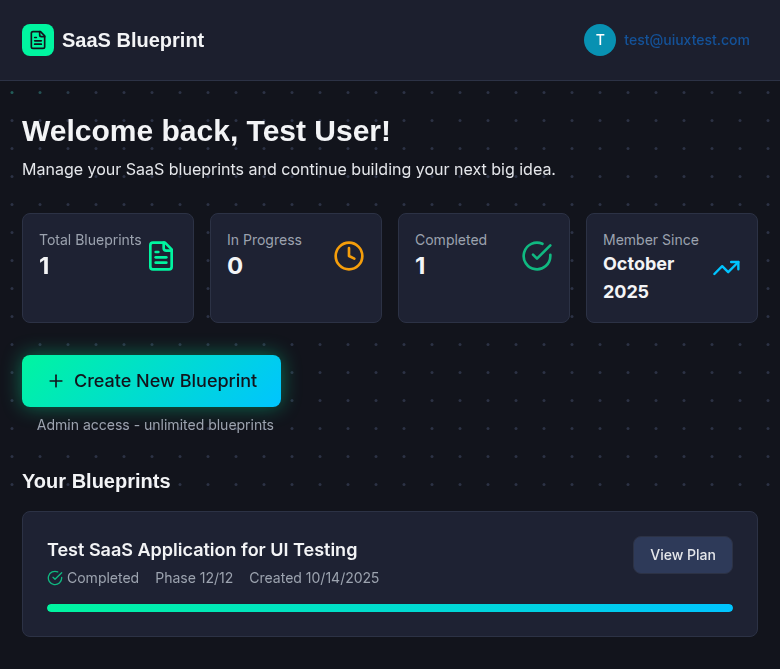 SaaS Blueprint
T
test@uiuxtest.com
Welcome back, Test User!
Manage your SaaS blueprints and continue building your next big idea.
Total Blueprints
1
In Progress
0
Completed
1
Member Since
October
2025
Create New Blueprint
Admin access - unlimited blueprints
Your Blueprints
Test SaaS Application for UI Testing
View Plan
Completed Phase 12/12 Created 10/14/2025